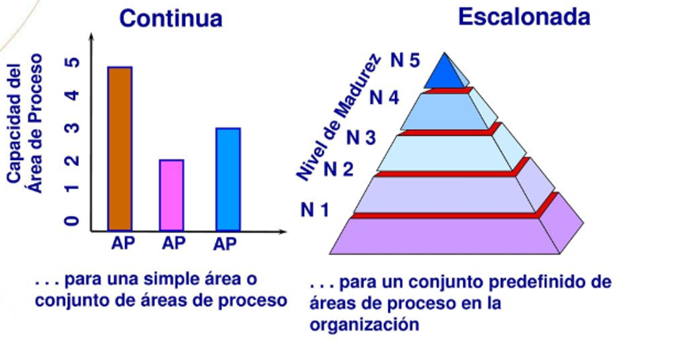 Continua
Capacidad del
Área de Proceso
5
4
3
2
1
0
AP AP AP
. . . para una simple área o
conjunto de áreas de proceso
Escalonada
Nivel de Madurez
N 5
N 4
N 3
N 2
N 1
. . . para un conjunto predefinido de
áreas de proceso en la
organización